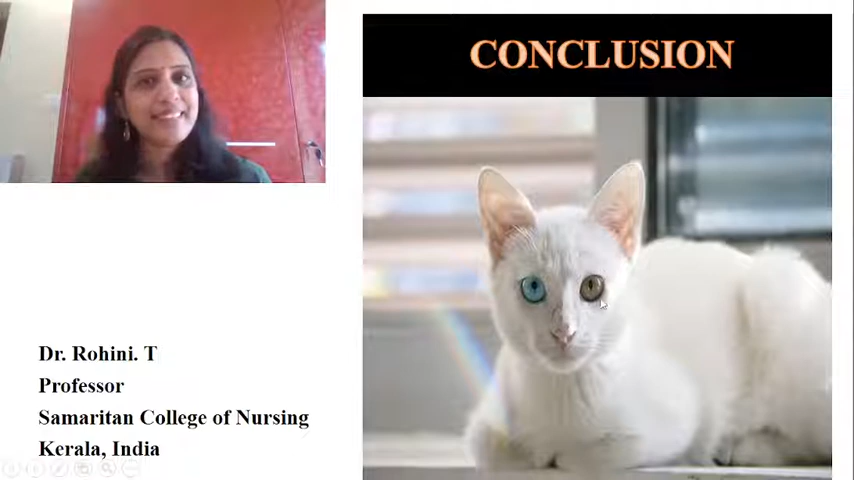 CONCLUSION
Dr. Rohini. T
Professor
Samaritan College of Nursing
Kerala, India